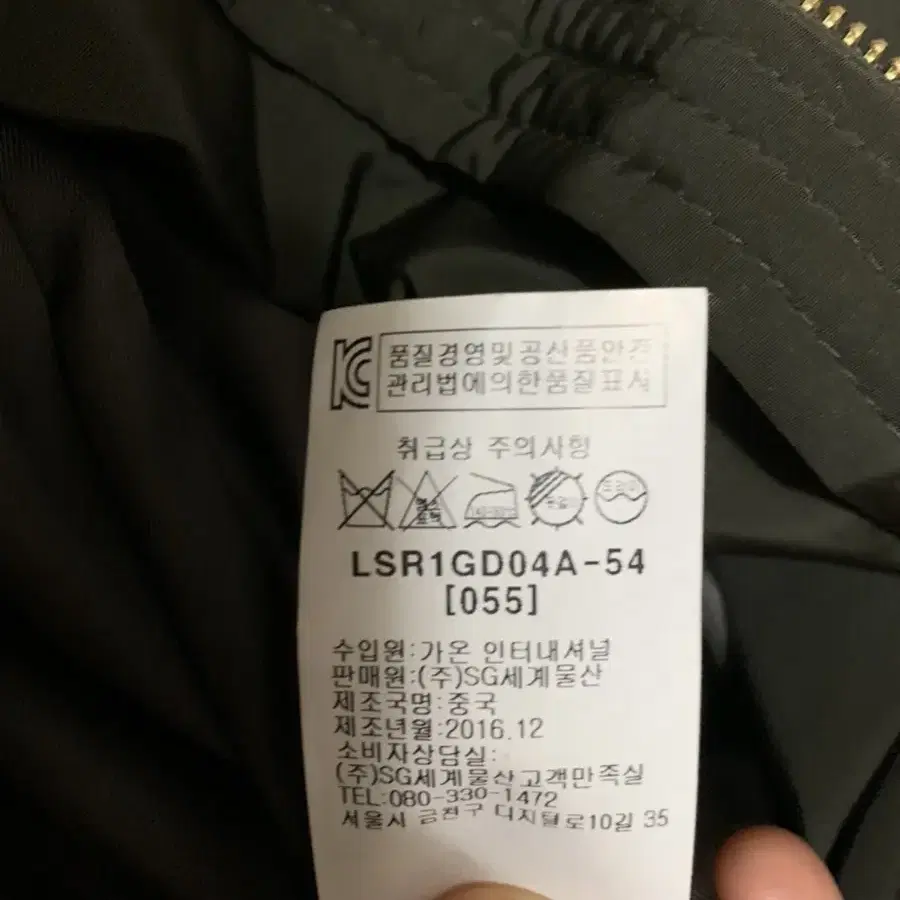 품질경영및공산품안전
관리법에의한품질표시
취급상 주의사항
LSR1GD04A-54
[055]
수입원:가온 인터내셔널
판매원:(주)SG세계물산
제조국명:중국
제조년월:2016.12
소비자상담실:
(주)SG세계물산고객만족실
TEL:080-330-1472
서울시 금천구 디지털로10길 35